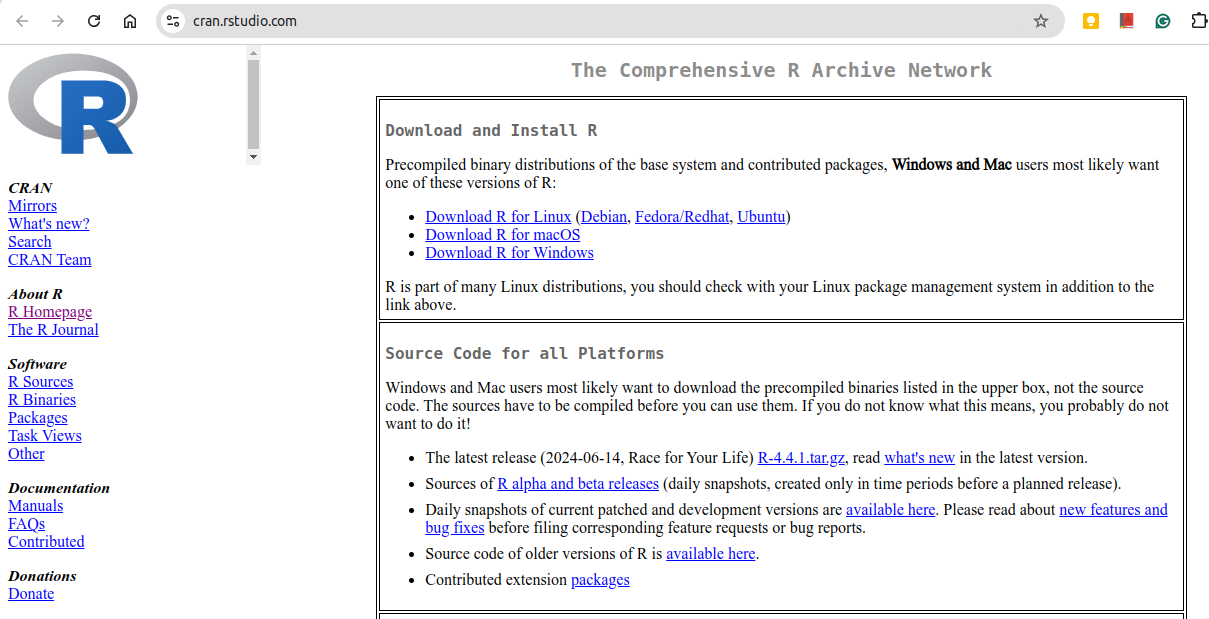 cran.rstudio.com
R
CRAN
Mirrors
What's new?
Search
CRAN Team
About R
R Homepage
The R Journal
Software
R Sources
R Binaries
Packages
Task Views
Other
Documentation
Manuals
FAQs
Contributed
Donations
Donate
The Comprehensive R Archive Network
Download and Install R
Precompiled binary distributions of the base system and contributed packages, Windows and Mac users most likely want
one of these versions of R:
• Download R for Linux (Debian, Fedora/Redhat, Ubuntu)
• Download R for macOS
• Download R for Windows
R is part of many Linux distributions, you should check with your Linux package management system in addition to the
link above.
Source Code for all Platforms
Windows and Mac users most likely want to download the precompiled binaries listed in the upper box, not the source
code. The sources have to be compiled before you can use them. If you do not know what this means, you probably do not
want to do it!
• The latest release (2024-06-14, Race for Your Life) R-4.4.1.tar.gz, read what's new in the latest version.
• Sources of R alpha and beta releases (daily snapshots, created only in time periods before a planned release).
• Daily snapshots of current patched and development versions are available here. Please read about new features and
bug fixes before filing corresponding feature requests or bug reports.
• Source code of older versions of R is available here.
• Contributed extension packages